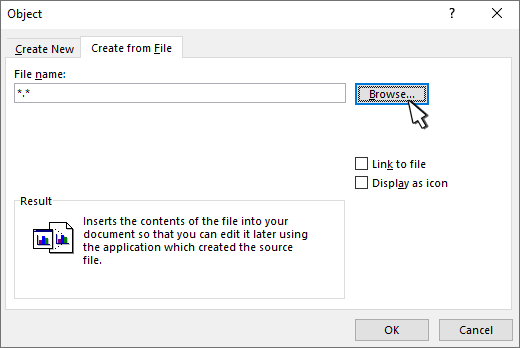 Object
?
Create New
Create from File
File name:
*.*
Browse...
Link to file
Display as icon
Result
Inserts the contents of the file into your
document so that you can edit it later using
the application which created the source
file.
OK
Cancel